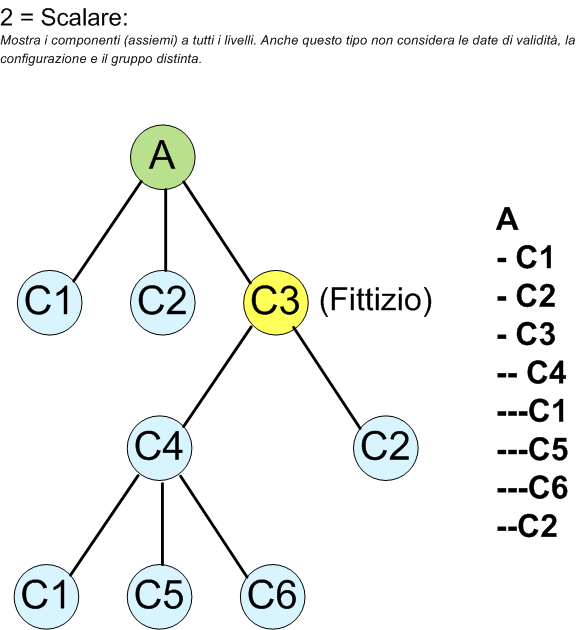 2 = Scalare:
Mostra i componenti (assiemi) a tutti i livelli. Anche questo tipo non considera le date di validità, la
configurazione e il gruppo distinta.
A
C1 C2 C3 (Fittizio)
C4 C2
C1 C5 C6
A
- C1
- C2
- C3
-- C4
---C1
---C5
---C6
--C2